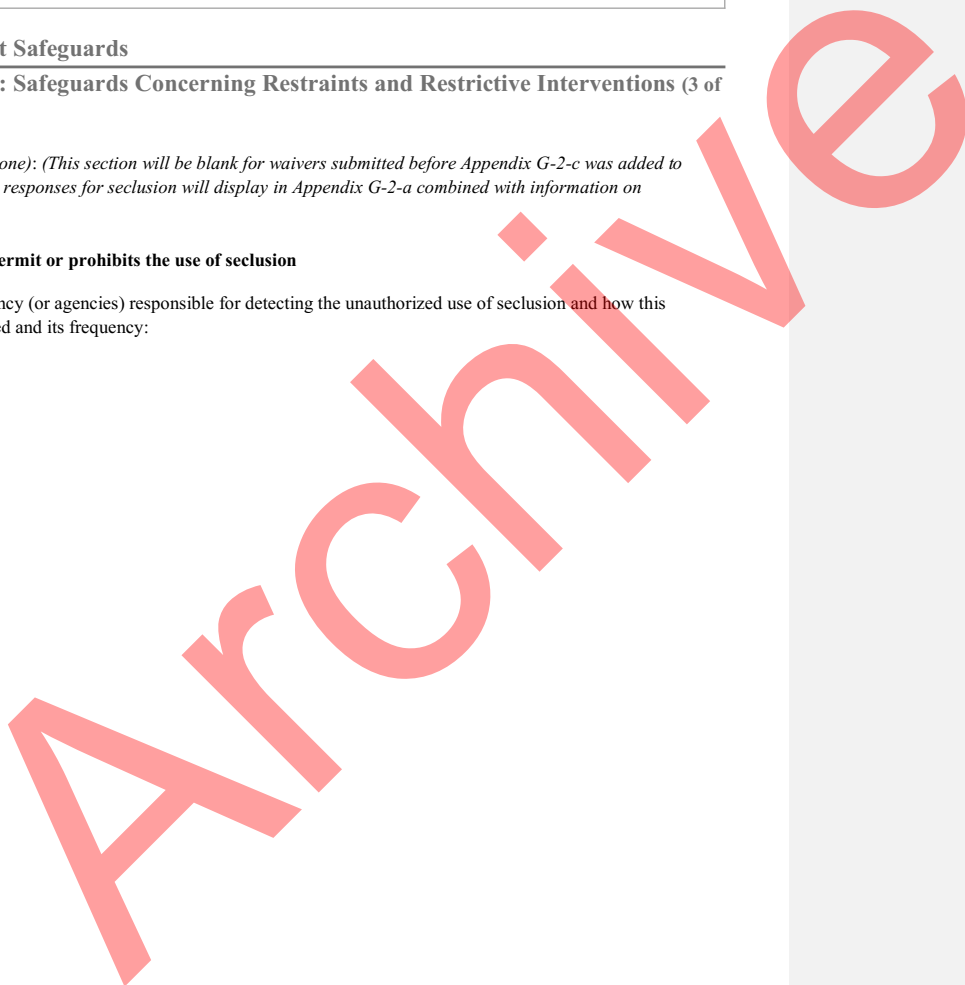 t Safeguards
: Safeguards Concerning Restraints and Restrictive Interventions (3 of
one): (This section will be blank for waivers submitted before Appendix G-2-c was added to
responses for seclusion will display in Appendix G-2-a combined with information on
ermit or prohibits the use of seclusion
ncy (or agencies) responsible for detecting the unauthorized use of seclusion and how this
ed and its frequency:
Archive